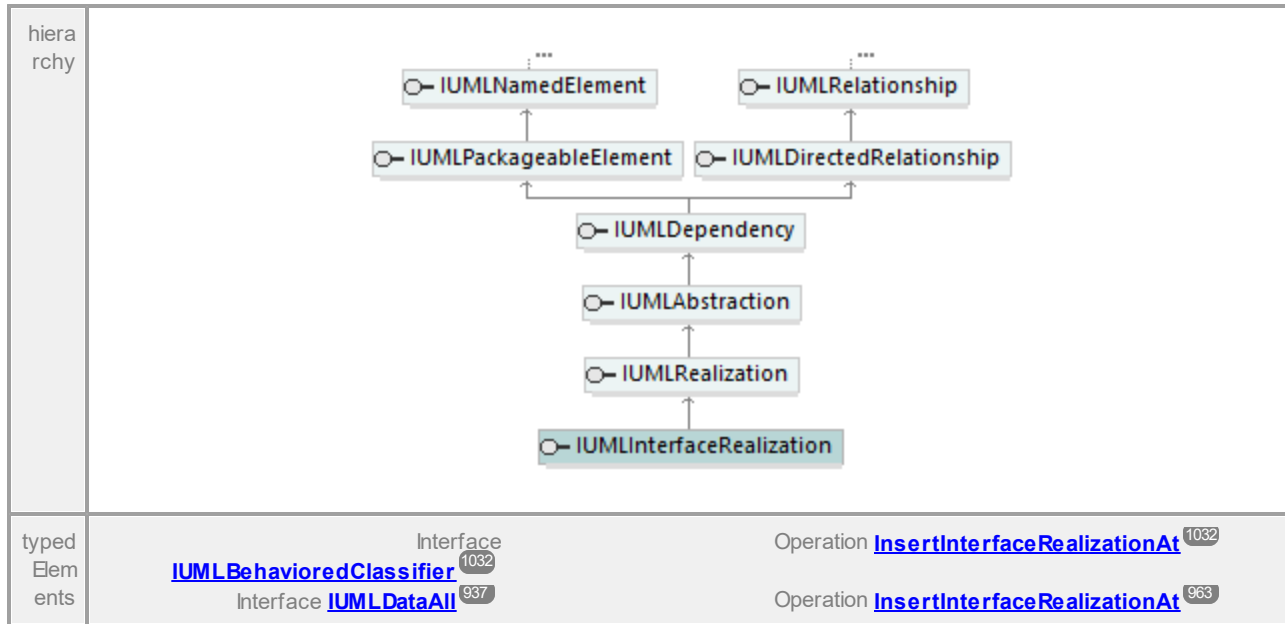 hiera
rchy
... ...
IUMLNamedElement IUMLRelationship
IUMLPackageableElement IUMLDirectedRelationship
IUMLDependency
IUMLAbstraction
IUMLRealization
IUMLInterfaceRealization
typed
Elem
ents
Interface
IUMLBehavioredClassifier 1032
Operation InsertInterfaceRealizationAt 1032
Interface IUMLDataAll 937
Operation InsertInterfaceRealizationAt 963